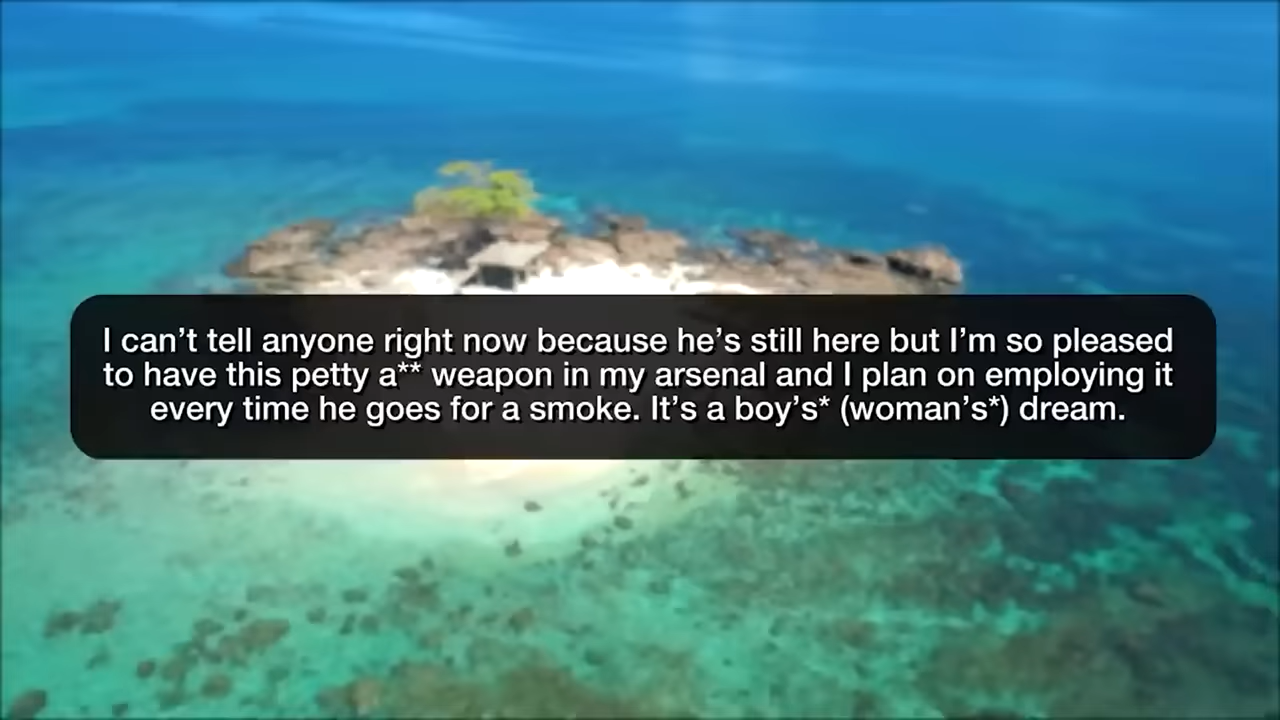 I can’t tell anyone right now because he’s still here but I’m so pleased
to have this petty a** weapon in my arsenal and I plan on employing it
every time he goes for a smoke. It’s a boy’s* (woman’s*) dream.